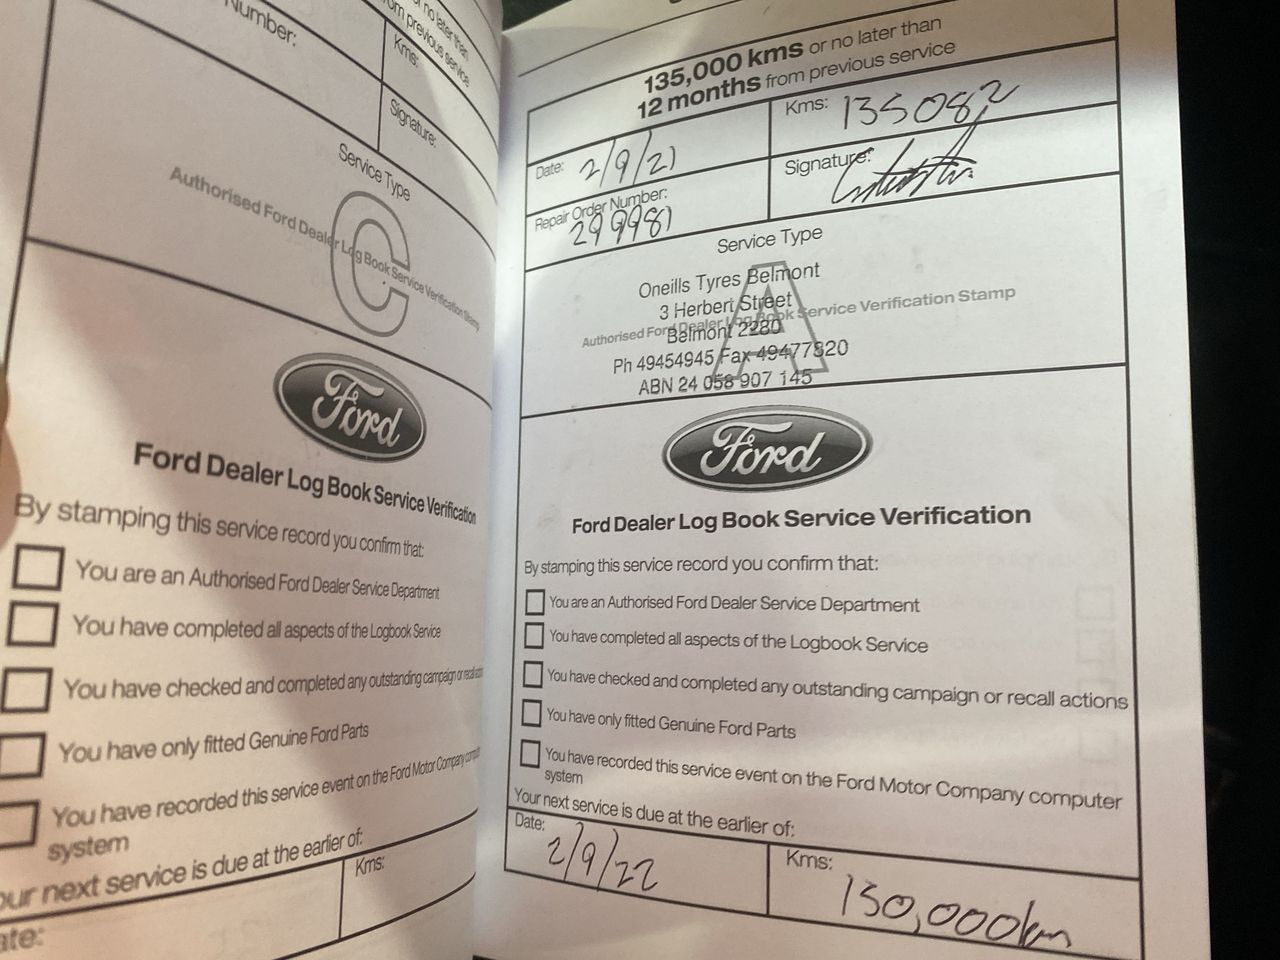 Number:
or no later than
from previous service
Kms:
Signature:
Service Type
C
Authorised Ford Dealer Log Book Service Verification Stamp
Ford
Ford Dealer Log Book Service Verification
By stamping this service record you confirm that:
You are an Authorised Ford Dealer Service Department
You have completed all aspects of the Logbook Service
You have checked and completed any outstanding campaign or recall
You have only fitted Genuine Ford Parts
You have recorded this service event on the Ford Motor Company
system
our next service is due at the earlier of:
ate:
Kms:
135,000 kms or no later than
12 months from previous service
Date: 2/9/21
Kms: 135082
Repair Order Number:
299981
Signature:
Service Type
A
Oneills Tyres Belmont
3 Herbert Street
Authorised Ford Dealer Log Book Service Verification Stamp
Belmont 2280
Ph 49454945 Fax 49477820
ABN 24 058 907 145
Ford
Ford Dealer Log Book Service Verification
By stamping this service record you confirm that:
You are an Authorised Ford Dealer Service Department
You have completed all aspects of the Logbook Service
You have checked and completed any outstanding campaign or recall actions
You have only fitted Genuine Ford Parts
You have recorded this service event on the Ford Motor Company computer
system
Your next service is due at the earlier of:
Date: 2/9/22
Kms: 150,000km